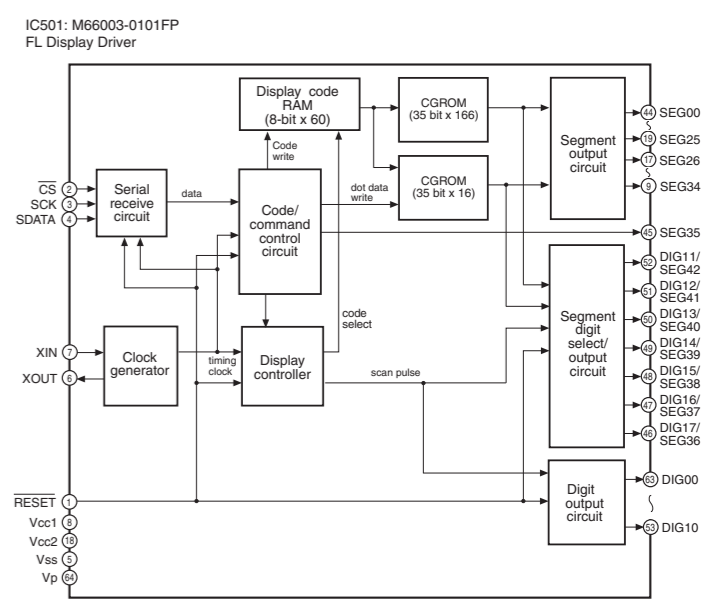 IC501: M66003-0101FP
FL Display Driver
Display code
RAM
(8-bit x 60)
CGROM
(35 bit x 166)
Segment
output
circuit
44 SEG00
19 SEG25
17 SEG26
9 SEG34
Code
write
CS 2
SCK 3
SDATA 4
Serial
receive
circuit
data
Code/
command
control
circuit
dot data
write
CGROM
(35 bit x 16)
45 SEG35
52 DIG11/
SEG42
51 DIG12/
SEG41
50 DIG13/
SEG40
49 DIG14/
SEG39
48 DIG15/
SEG38
47 DIG16/
SEG37
46 DIG17/
SEG36
Segment
digit
select/
output
circuit
code
select
XIN 7
XOUT 6
Clock
generator
timing
clock
Display
controller
scan pulse
RESET 1
Vcc1 8
Vcc2 18
Vss 5
Vp 64
Digit
output
circuit
63 DIG00
53 DIG10